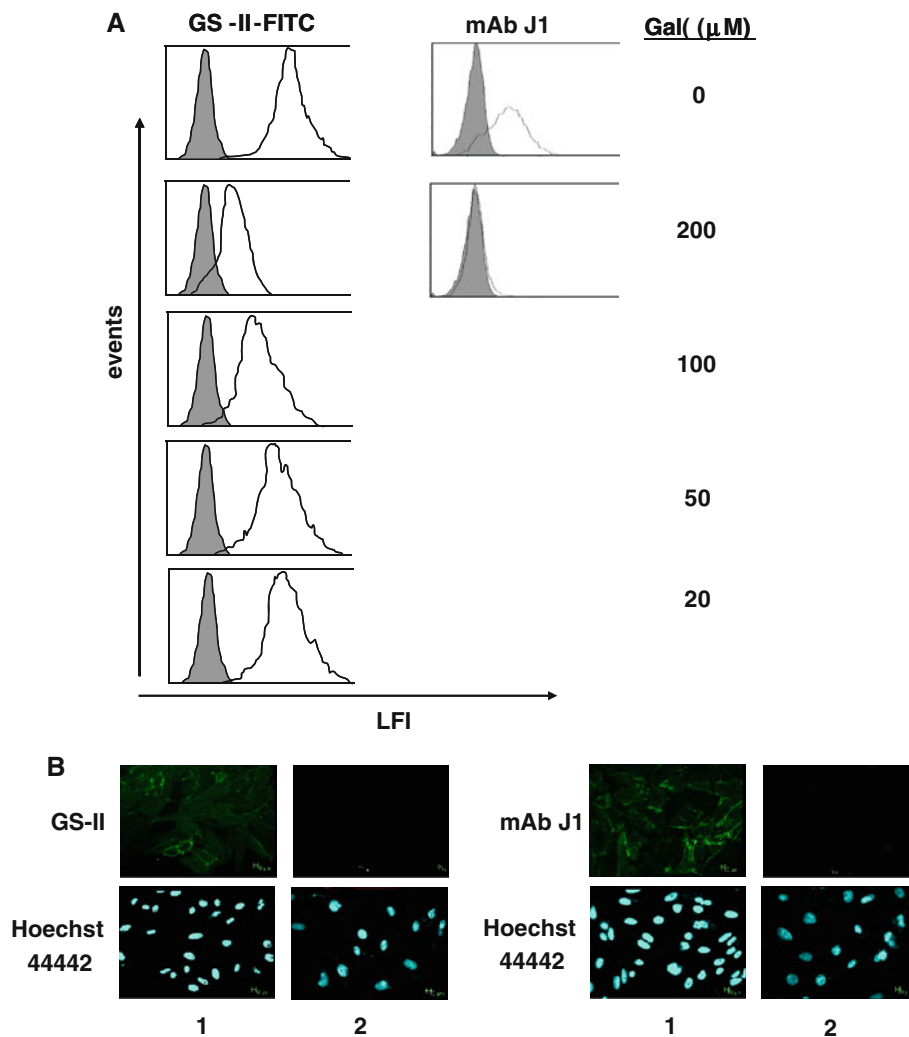 A
GS -II-FITC
mAb J1
Gal( (μM)
0
200
100
50
20
events
LFI
B
GS-II
mAb J1
Hoechst
44442
Hoechst
44442
1
2
1
2